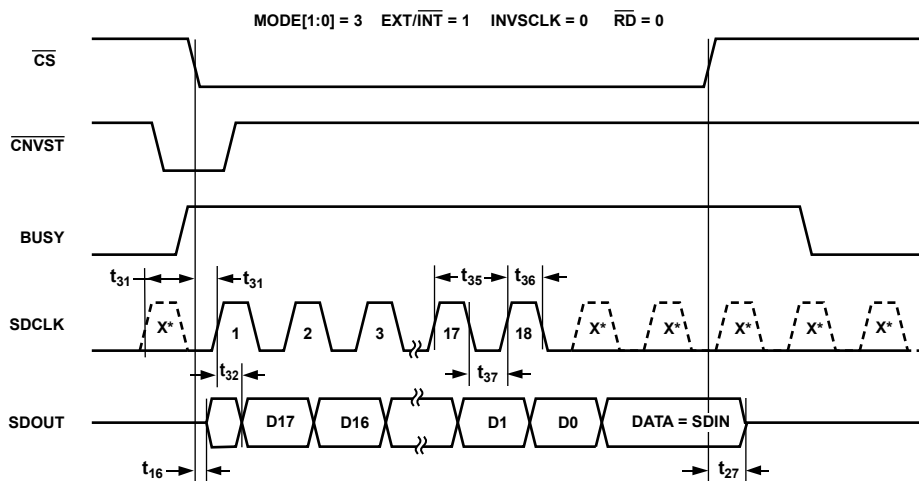 MODE[1:0] = 3 EXT/INT = 1 INVSCLK = 0 RD = 0
CS
CNVST
BUSY
t31 t31 t35 t36
SDCLK X* 1 2 3 17 18 X* X* X* X* X*
t32 t37
SDOUT D17 D16 D1 D0 DATA = SDIN
t16 t27